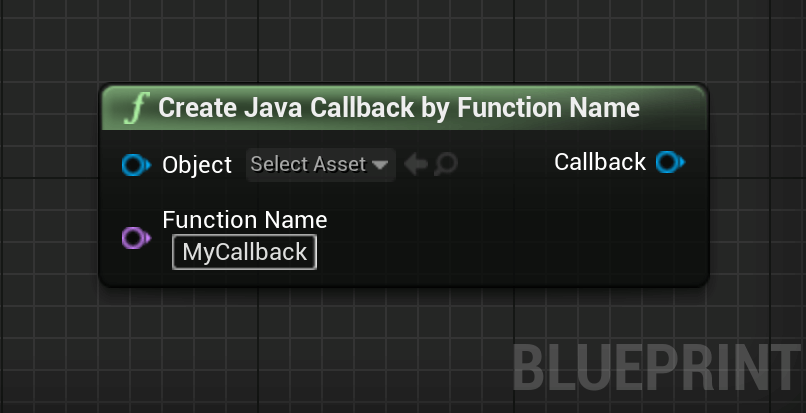 f Create Java Callback by Function Name
Object Select Asset Callback
Function Name
MyCallback
BLUEPRINT